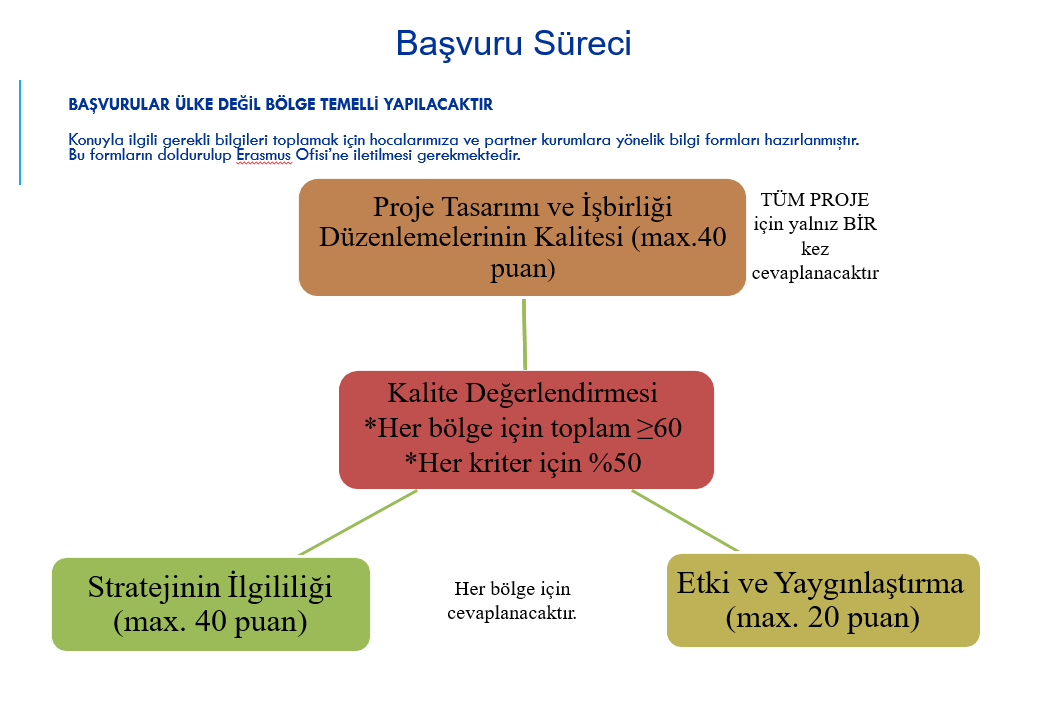 Başvuru Süreci
BAŞVURULAR ÜLKE DEĞİL BÖLGE TEMELLİ YAPILACAKTIR
Konuyla ilgili gerekli bilgileri toplamak için hocalarımıza ve partner kurumlara yönelik bilgi formları hazırlanmıştır.
Bu formların doldurulup Erasmus Ofisi’ne iletilmesi gerekmektedir.
Proje Tasarımı ve İşbirliği
Düzenlemelerinin Kalitesi (max.40
puan)
TÜM PROJE
için yalnız BİR
kez
cevaplanacaktır
Kalite Değerlendirmesi
*Her bölge için toplam ≥60
*Her kriter için %50
Stratejinin İlgililiği
(max. 40 puan)
Her bölge için
cevaplanacaktır.
Etki ve Yaygınlaştırma
(max. 20 puan)